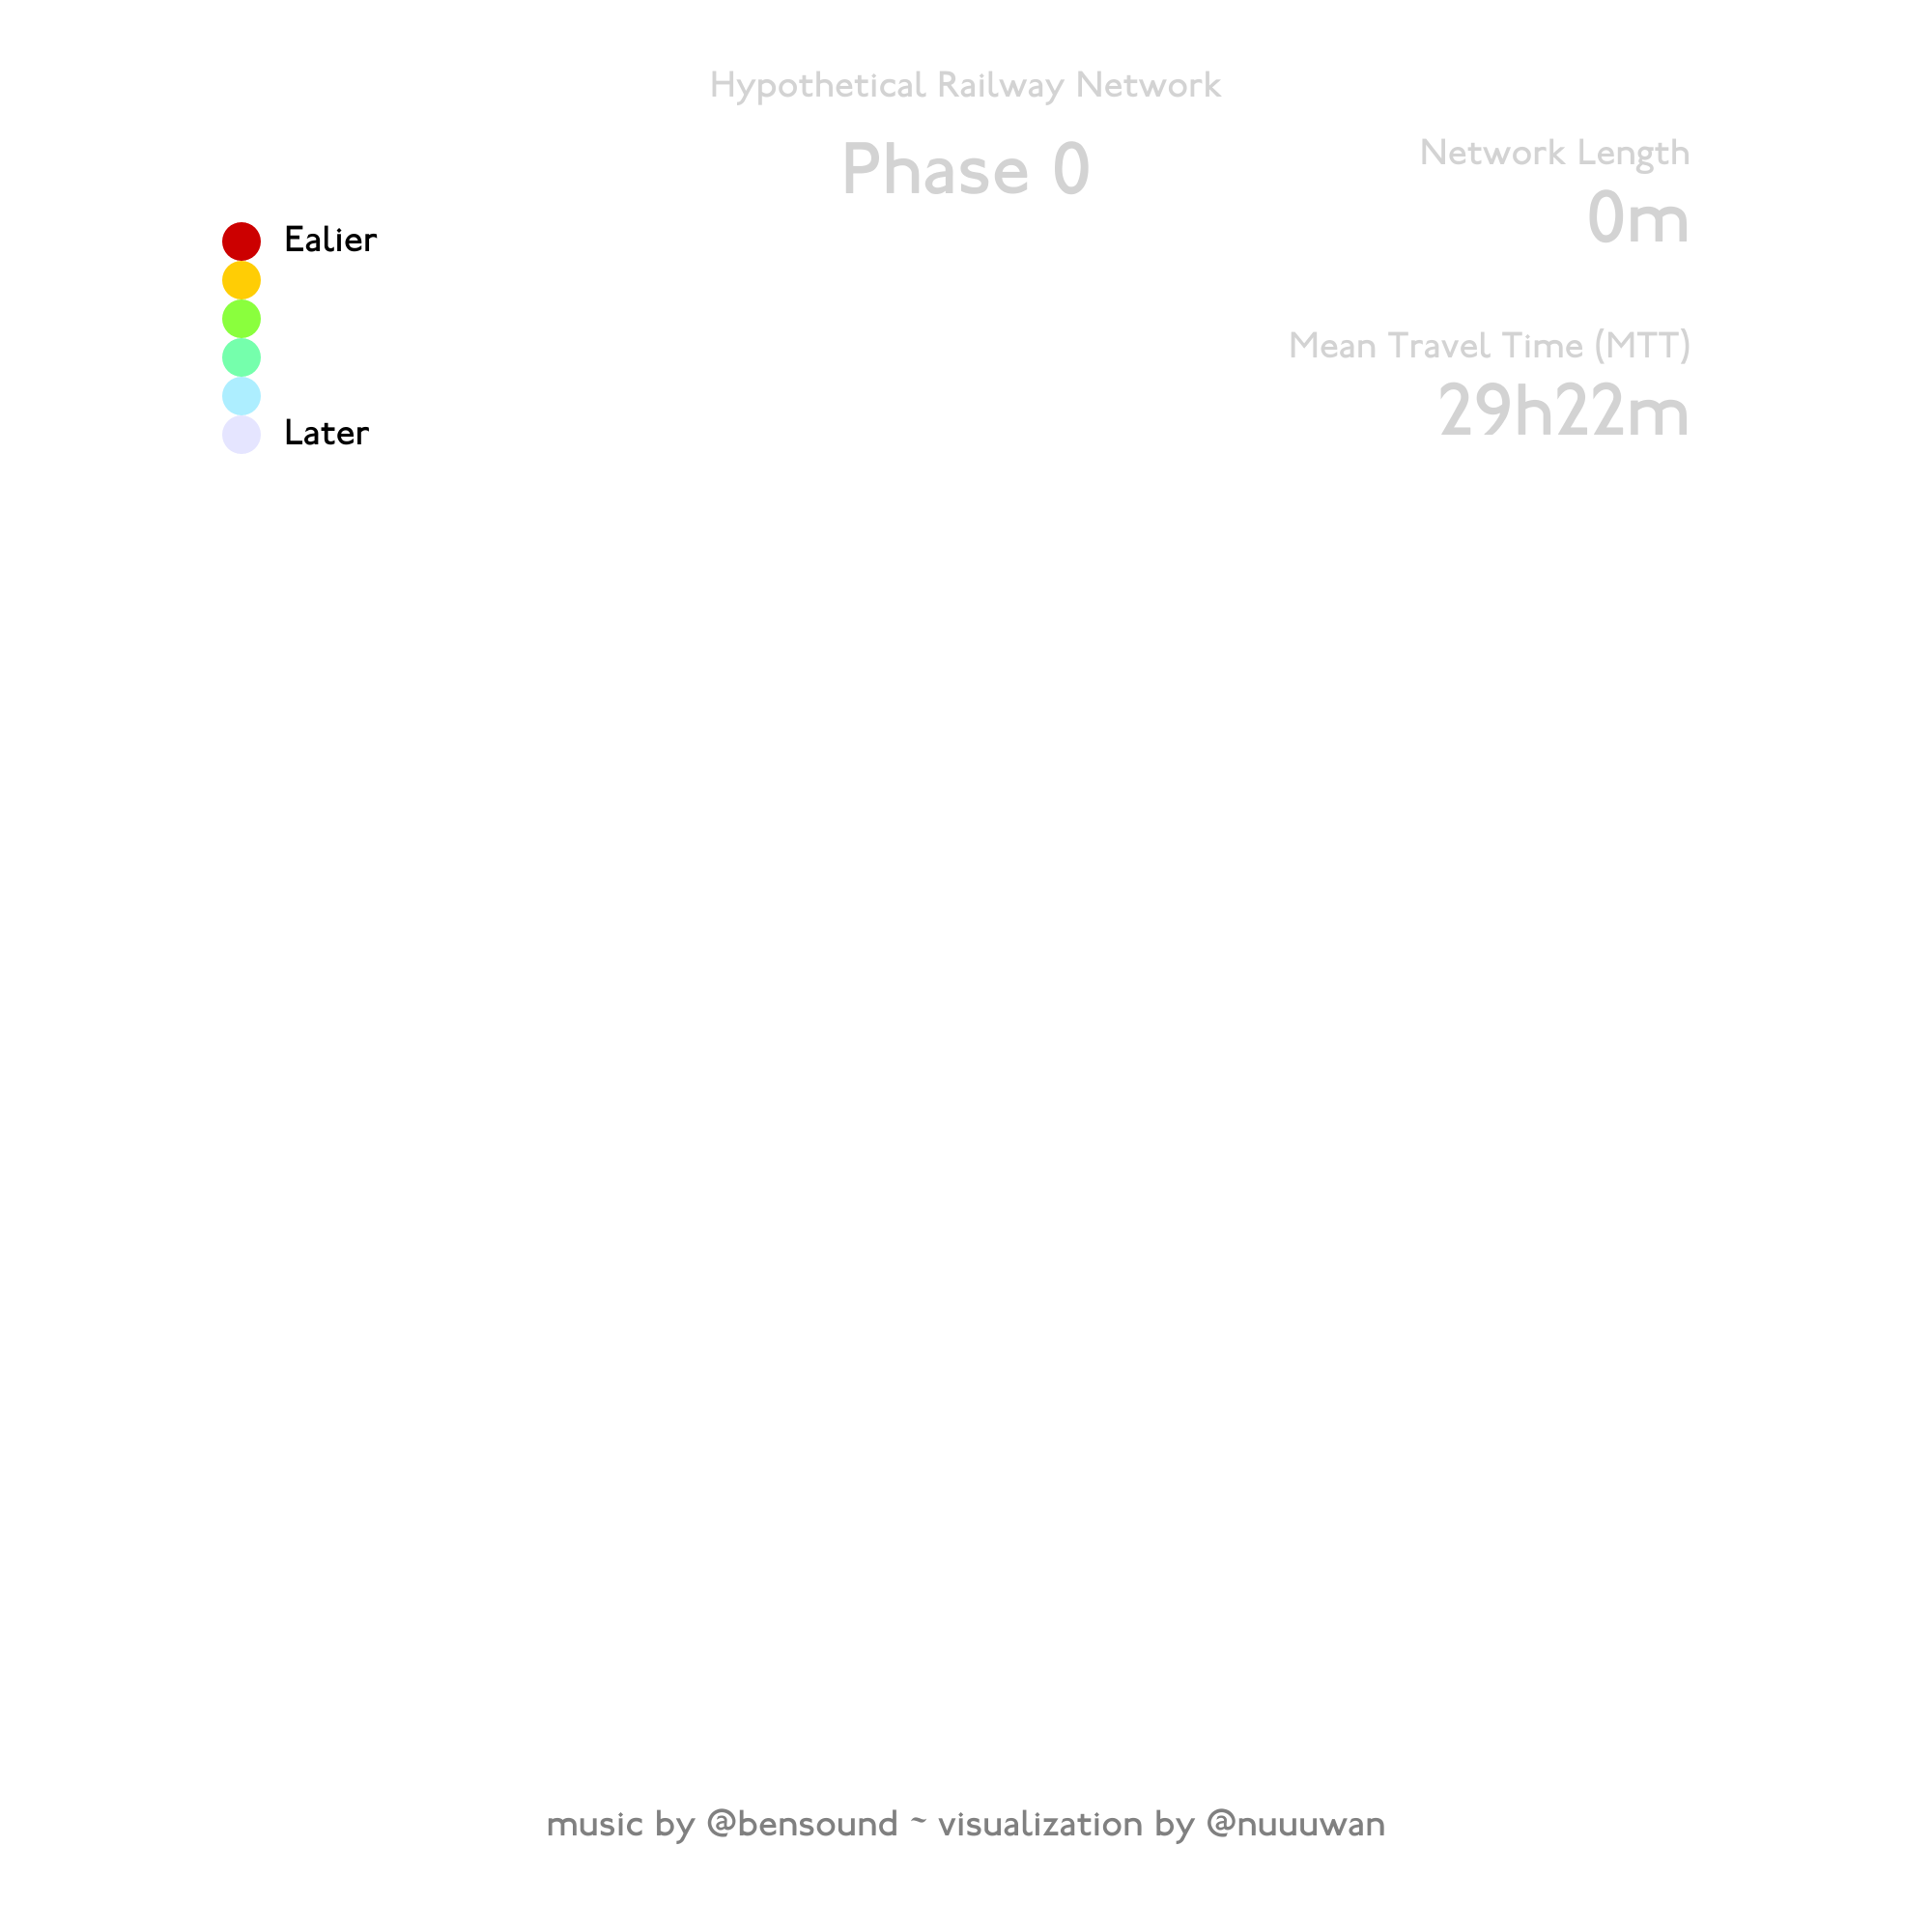 Hypothetical Railway Network
Phase 0
Network Length
0m
Mean Travel Time (MTT)
29h22m
Ealier
Later
music by @bensound ~ visualization by @nuuuwan